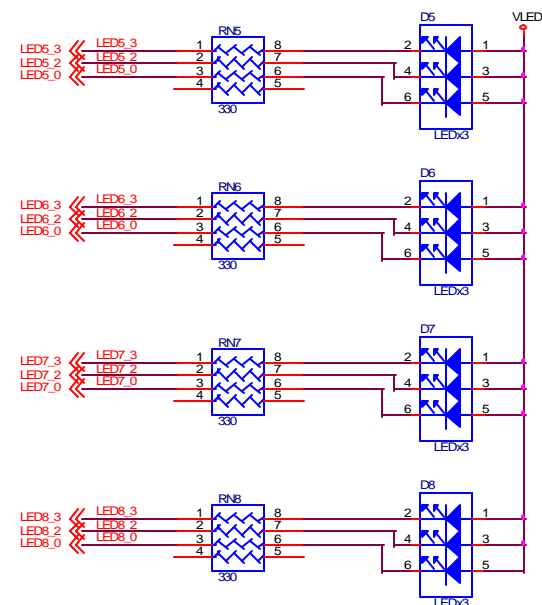 D5 VLED
RN5
LED5_3 LED5_3 1 8 2 1
LED5_2 LED5_2 2 7
LED5_0 LED5_0 3 6 4 3
4 5 6 5
330
LEDx3
D6
RN6
LED6_3 LED6_3 1 8 2 1
LED6_2 LED6_2 2 7
LED6_0 LED6_0 3 6 4 3
4 5 6 5
330
LEDx3
D7
RN7
LED7_3 LED7_3 1 8 2 1
LED7_2 LED7_2 2 7
LED7_0 LED7_0 3 6 4 3
4 5 6 5
330
LEDx3
D8
RN8
LED8_3 LED8_3 1 8 2 1
LED8_2 LED8_2 2 7
LED8_0 LED8_0 3 6 4 3
4 5 6 5
330
LEDx3